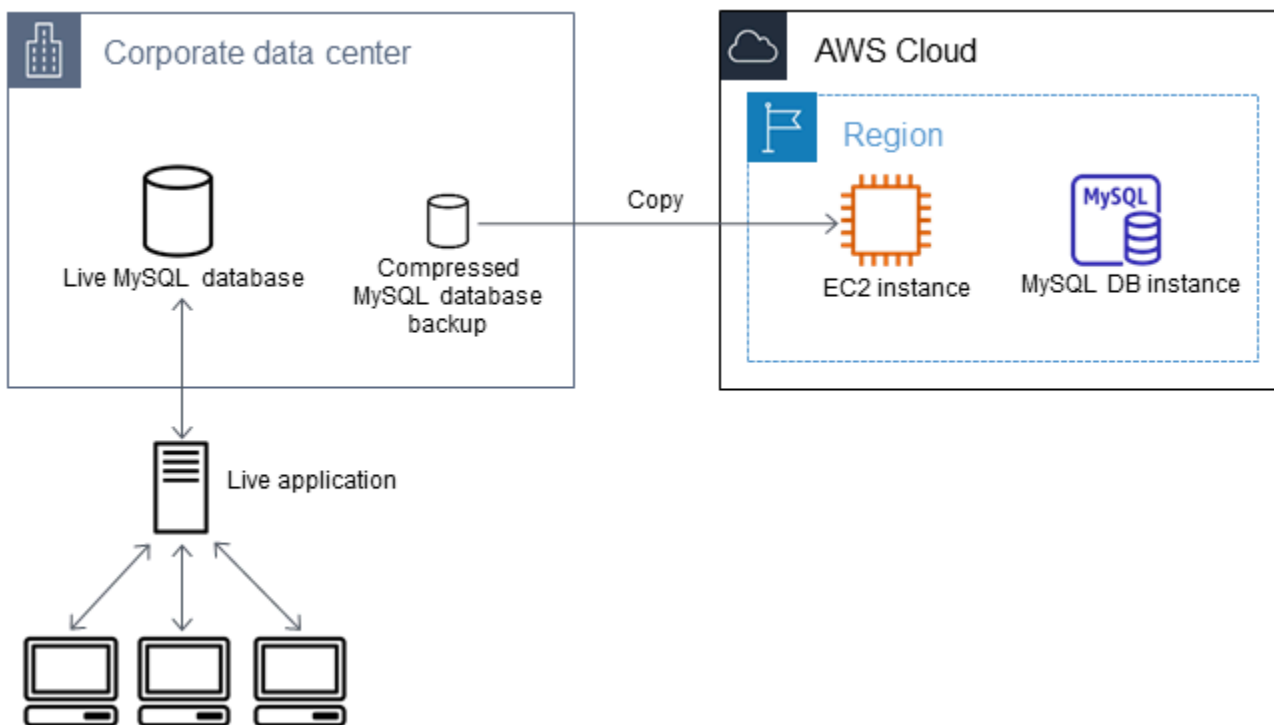 Corporate data center
AWS Cloud
Region
Copy
MySQL
Live MySQL database
Compressed
MySQL database
backup
EC2 instance
MySQL DB instance
Live application